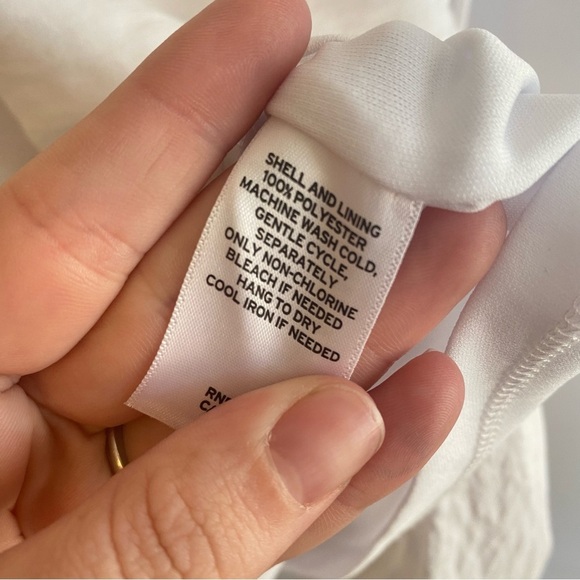 SHELL AND LINING
100% POLYESTER
MACHINE WASH COLD,
GENTLE CYCLE,
SEPARATELY
ONLY NON-CHLORINE
BLEACH IF NEEDED
HANG TO DRY
COOL IRON IF NEEDED